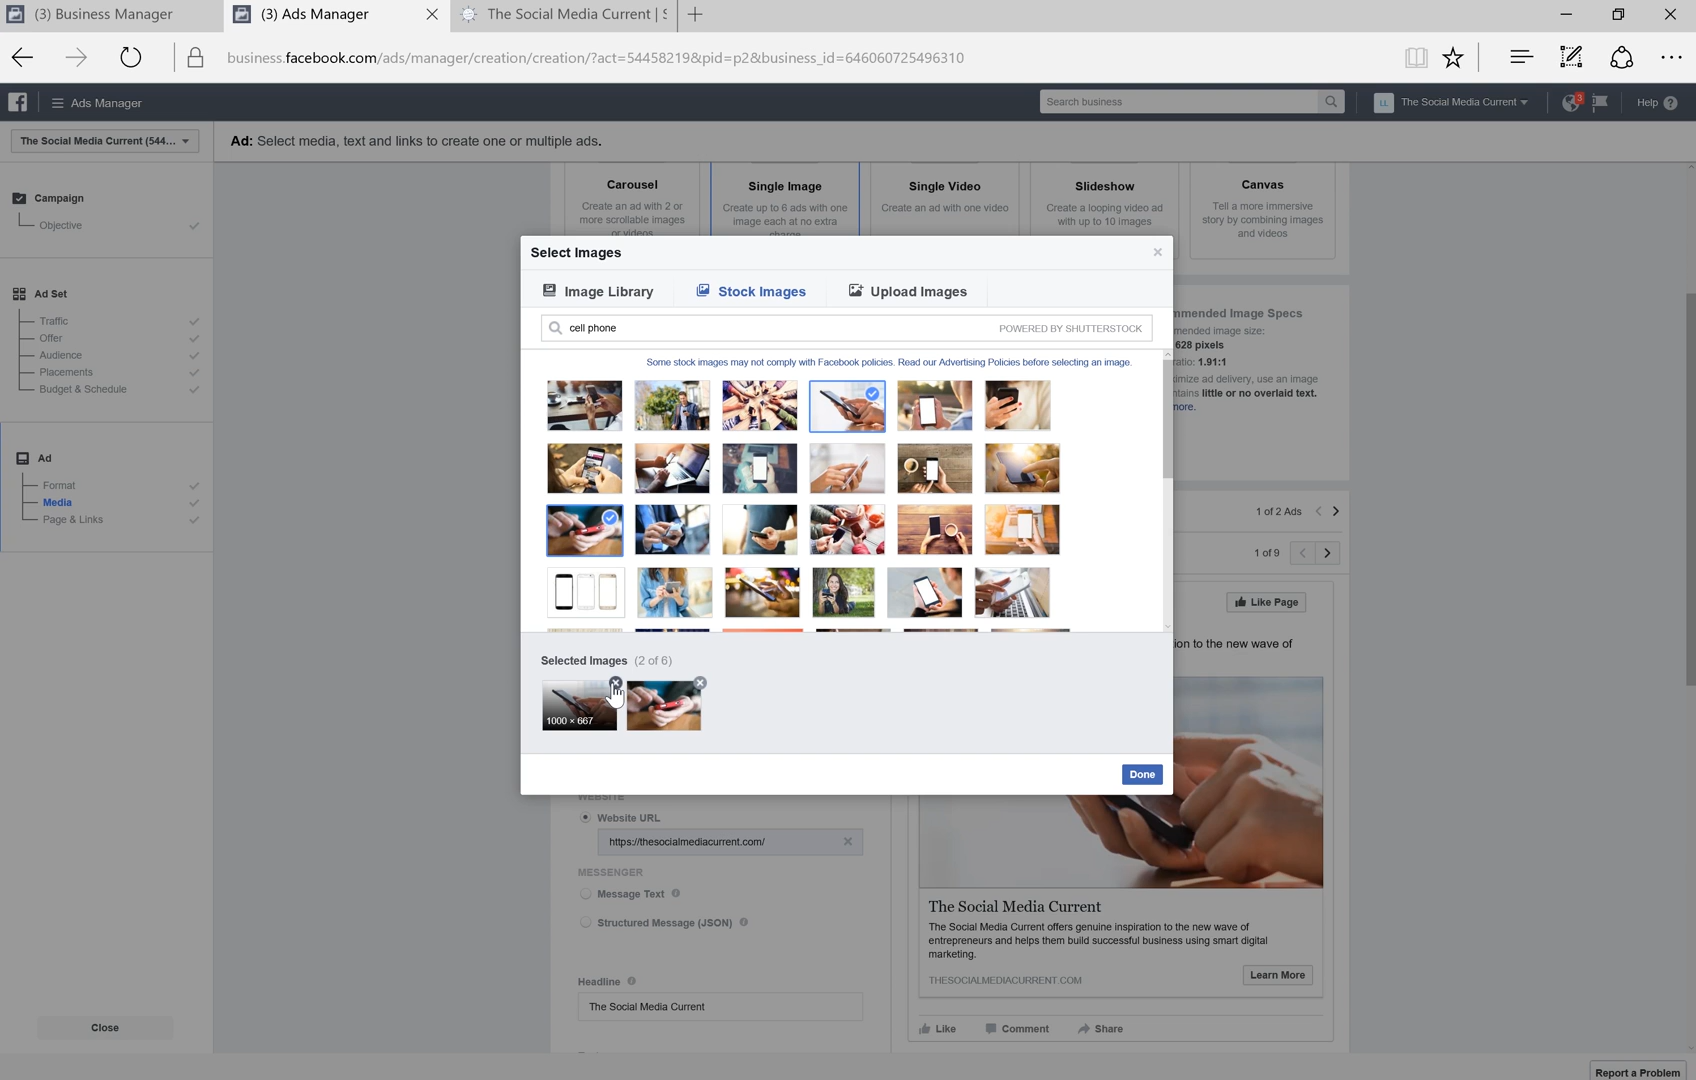 (3) Business Manager
(3) Ads Manager
The Social Media Current | S
business.facebook.com/ads/manager/creation/creation/?act=54458219&pid=p2&business_id=646060725496310
Ads Manager
Search business
LL The Social Media Current
3
Help
The Social Media Current (544...
Ad: Select media, text and links to create one or multiple ads.
Campaign
Objective
Ad Set
Traffic
Offer
Audience
Placements
Budget & Schedule
Ad
Format
Media
Page & Links
Close
Carousel
Create an ad with 2 or
more scrollable images
or videos
Single Image
Create up to 6 ads with one
image each at no extra
charge
Single Video
Create an ad with one video
Slideshow
Create a looping video ad
with up to 10 images
Canvas
Tell a more immersive
story by combining images
and videos
Select Images
Image Library
Stock Images
Upload Images
cell phone
POWERED BY SHUTTERSTOCK
Some stock images may not comply with Facebook policies. Read our Advertising Policies before selecting an image.
Selected Images (2 of 6)
1000 × 667
Done
mmended Image Specs
mended image size:
628 pixels
ratio: 1.91:1
imize ad delivery, use an image
ntains little or no overlaid text.
more.
1 of 2 Ads
1 of 9
Like Page
ion to the new wave of
WEBSITE
Website URL
https://thesocialmediacurrent.com/
MESSENGER
Message Text
Structured Message (JSON)
Headline
The Social Media Current
The Social Media Current
The Social Media Current offers genuine inspiration to the new wave of
entrepreneurs and helps them build successful business using smart digital
marketing.
THESOCIALMEDIACURRENT.COM
Learn More
Like
Comment
Share
Report a Problem